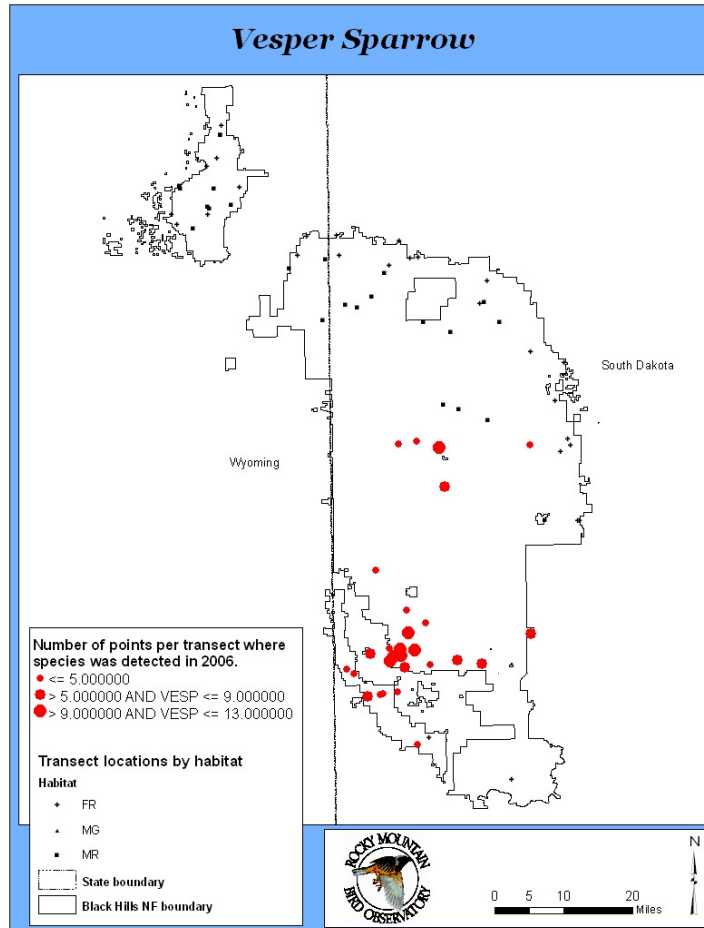 Vesper Sparrow
South Dakota
Wyoming
Number of points per transect where
species was detected in 2006.
<= 5.000000
> 5.000000 AND VESP <= 9.000000
> 9.000000 AND VESP <= 13.000000
Transect locations by habitat
Habitat
FR
MG
MR
State boundary
Black Hills NF boundary
ROCKY MOUNTAIN
BIRD OBSERVATORY
N
0 5 10 20
Miles